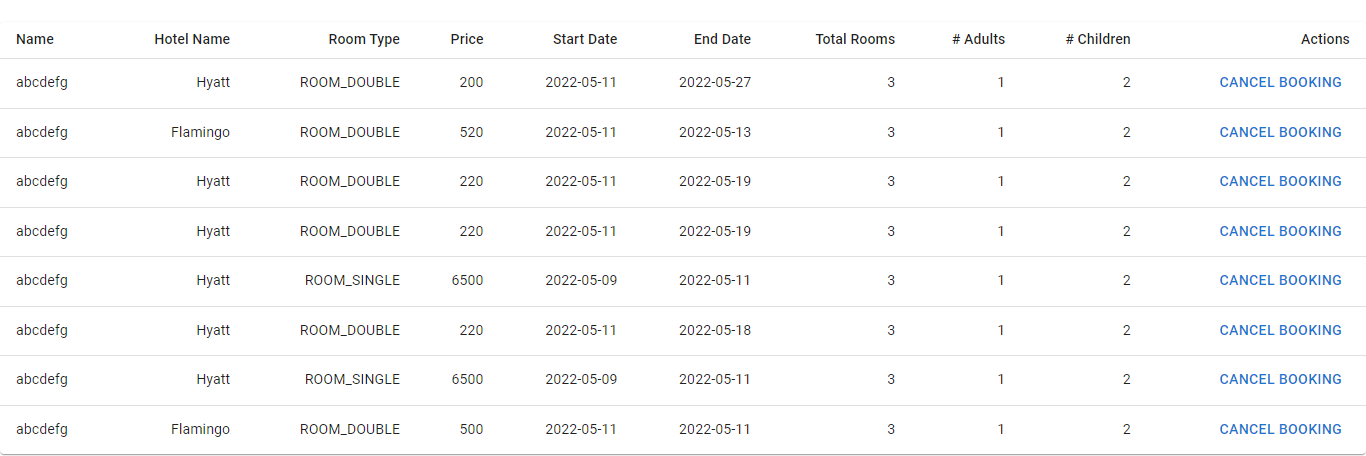 Name Hotel Name Room Type Price Start Date End Date Total Rooms # Adults # Children Actions
abcdefg Hyatt ROOM_DOUBLE 200 2022-05-11 2022-05-27 3 1 2 CANCEL BOOKING
abcdefg Flamingo ROOM_DOUBLE 520 2022-05-11 2022-05-13 3 1 2 CANCEL BOOKING
abcdefg Hyatt ROOM_DOUBLE 220 2022-05-11 2022-05-19 3 1 2 CANCEL BOOKING
abcdefg Hyatt ROOM_DOUBLE 220 2022-05-11 2022-05-19 3 1 2 CANCEL BOOKING
abcdefg Hyatt ROOM_SINGLE 6500 2022-05-09 2022-05-11 3 1 2 CANCEL BOOKING
abcdefg Hyatt ROOM_DOUBLE 220 2022-05-11 2022-05-18 3 1 2 CANCEL BOOKING
abcdefg Hyatt ROOM_SINGLE 6500 2022-05-09 2022-05-11 3 1 2 CANCEL BOOKING
abcdefg Flamingo ROOM_DOUBLE 500 2022-05-11 2022-05-11 3 1 2 CANCEL BOOKING